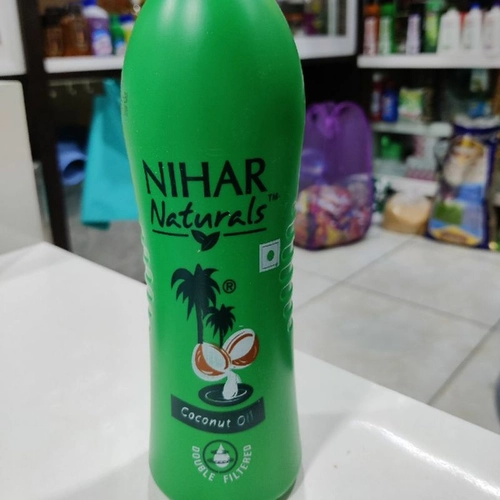 NIHAR
Naturals™
®
Coconut Oil
DOUBLE FILTERED